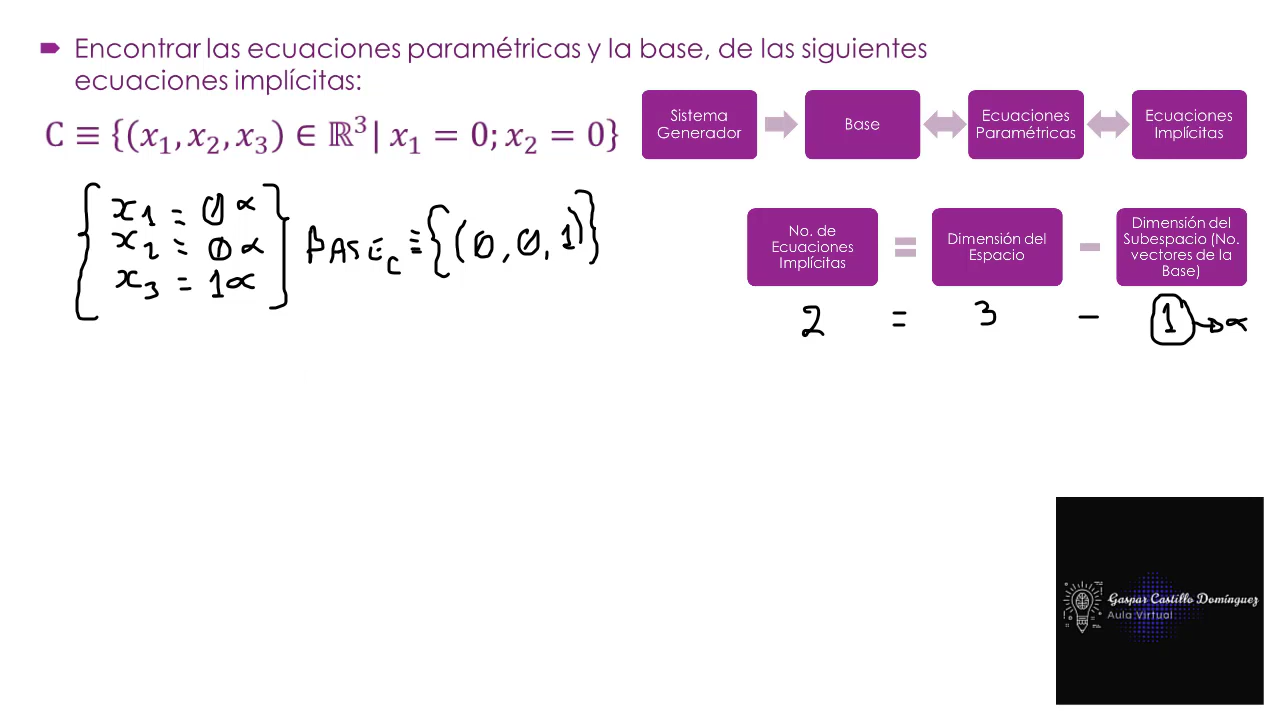 Encontrar las ecuaciones paramétricas y la base, de las siguientes
ecuaciones implícitas:
C ≡ {(x₁, x₂, x₃) ∈ ℝ³| x₁ = 0; x₂ = 0}
Sistema
Generador
Base
Ecuaciones
Paramétricas
Ecuaciones
Implícitas
x₁ = 0α
x₂ = 0α
x₃ = 1α
BASE_C ≡ {(0, 0, 1)}
No. de
Ecuaciones
Implícitas
=
Dimensión del
Espacio
-
Dimensión del
Subespacio (No.
vectores de la
Base)
2 = 3 - 1 → α
Gaspar Castillo Domínguez
Aula Virtual